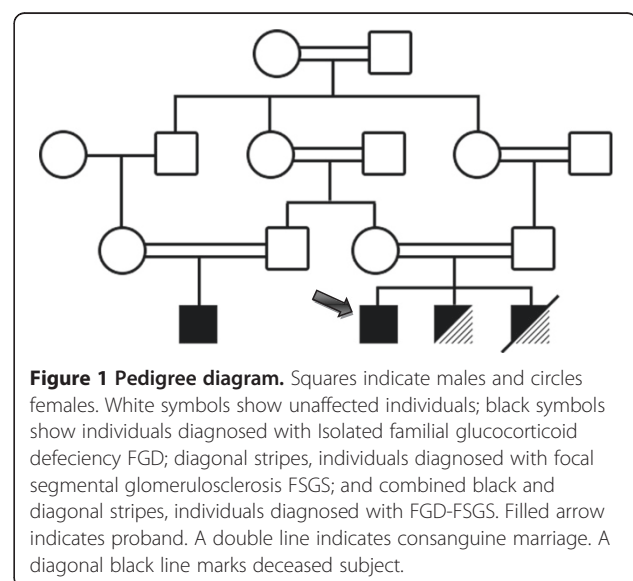 Figure 1 Pedigree diagram. Squares indicate males and circles
females. White symbols show unaffected individuals; black symbols
show individuals diagnosed with Isolated familial glucocorticoid
defeciency FGD; diagonal stripes, individuals diagnosed with focal
segmental glomerulosclerosis FSGS; and combined black and
diagonal stripes, individuals diagnosed with FGD-FSGS. Filled arrow
indicates proband. A double line indicates consanguine marriage. A
diagonal black line marks deceased subject.